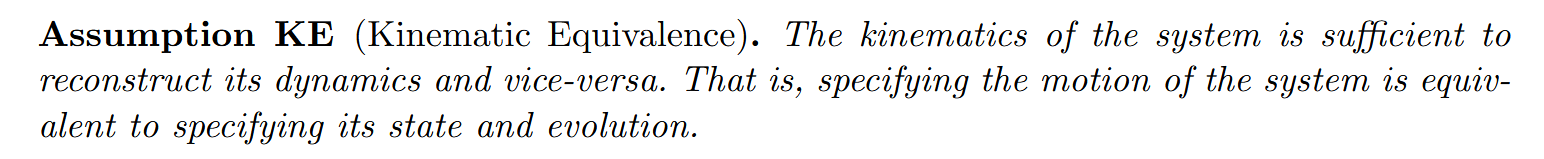 Assumption KE (Kinematic Equivalence). The kinematics of the system is sufficient to
reconstruct its dynamics and vice-versa. That is, specifying the motion of the system is equiv-
alent to specifying its state and evolution.